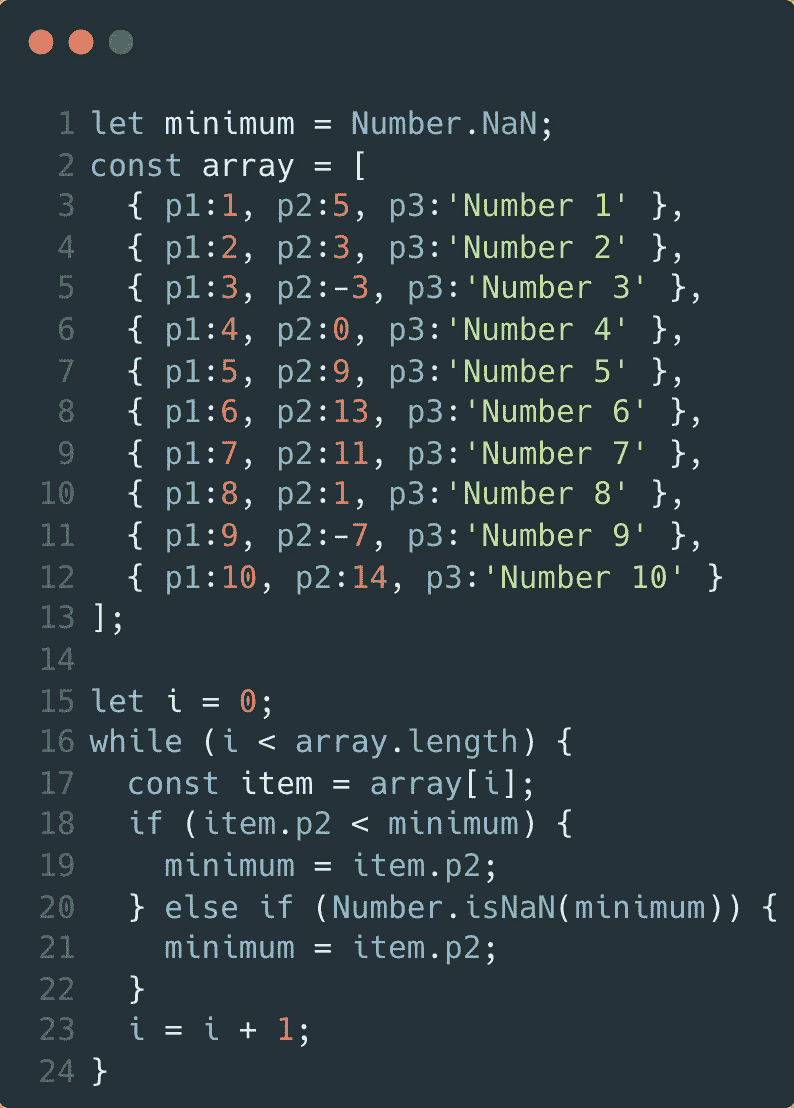 1 let minimum = Number.NaN;
2 const array = [
3   { p1:1, p2:5, p3:'Number 1' },
4   { p1:2, p2:3, p3:'Number 2' },
5   { p1:3, p2:-3, p3:'Number 3' },
6   { p1:4, p2:0, p3:'Number 4' },
7   { p1:5, p2:9, p3:'Number 5' },
8   { p1:6, p2:13, p3:'Number 6' },
9   { p1:7, p2:11, p3:'Number 7' },
10   { p1:8, p2:1, p3:'Number 8' },
11   { p1:9, p2:-7, p3:'Number 9' },
12   { p1:10, p2:14, p3:'Number 10' }
13 ];
14
15 let i = 0;
16 while (i < array.length) {
17   const item = array[i];
18   if (item.p2 < minimum) {
19     minimum = item.p2;
20   } else if (Number.isNaN(minimum)) {
21     minimum = item.p2;
22   }
23   i = i + 1;
24 }